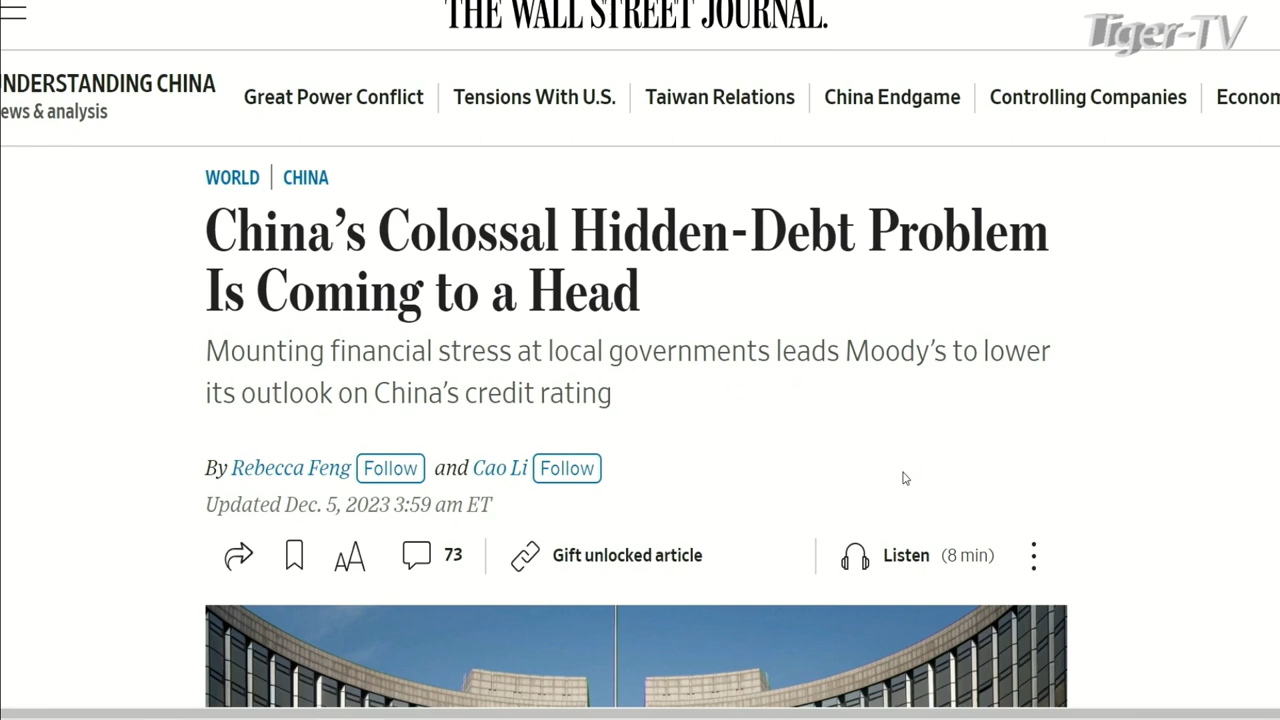 THE WALL STREET JOURNAL.
Tiger-TV
NDERSTANDING CHINA
ews & analysis
Great Power Conflict
Tensions With U.S.
Taiwan Relations
China Endgame
Controlling Companies
Econom
WORLD
CHINA
China's Colossal Hidden-Debt Problem
Is Coming to a Head
Mounting financial stress at local governments leads Moody's to lower
its outlook on China's credit rating
By Rebecca Feng Follow and Cao Li Follow
Updated Dec. 5, 2023 3:59 am ET
AA
73
Gift unlocked article
Listen (8 min)